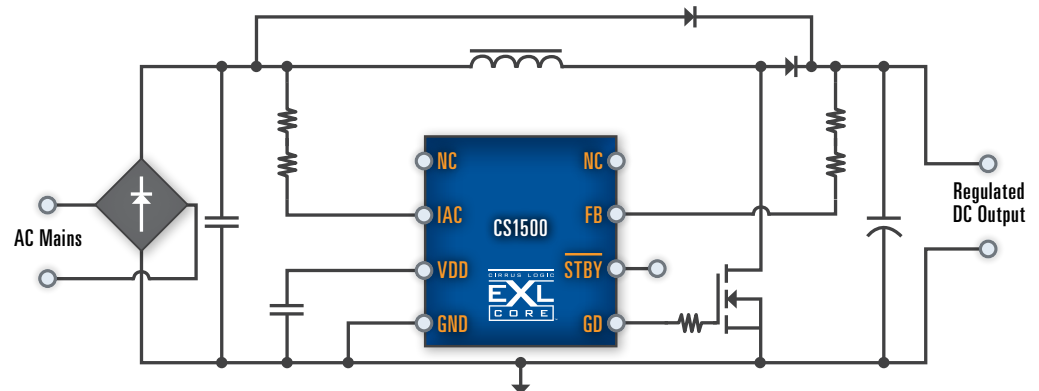 NC
NC
IAC
FB
CS1500
AC Mains
Regulated
DC Output
VDD
STBY
CIRRUS LOGIC
EXL
CORE
GND
GD